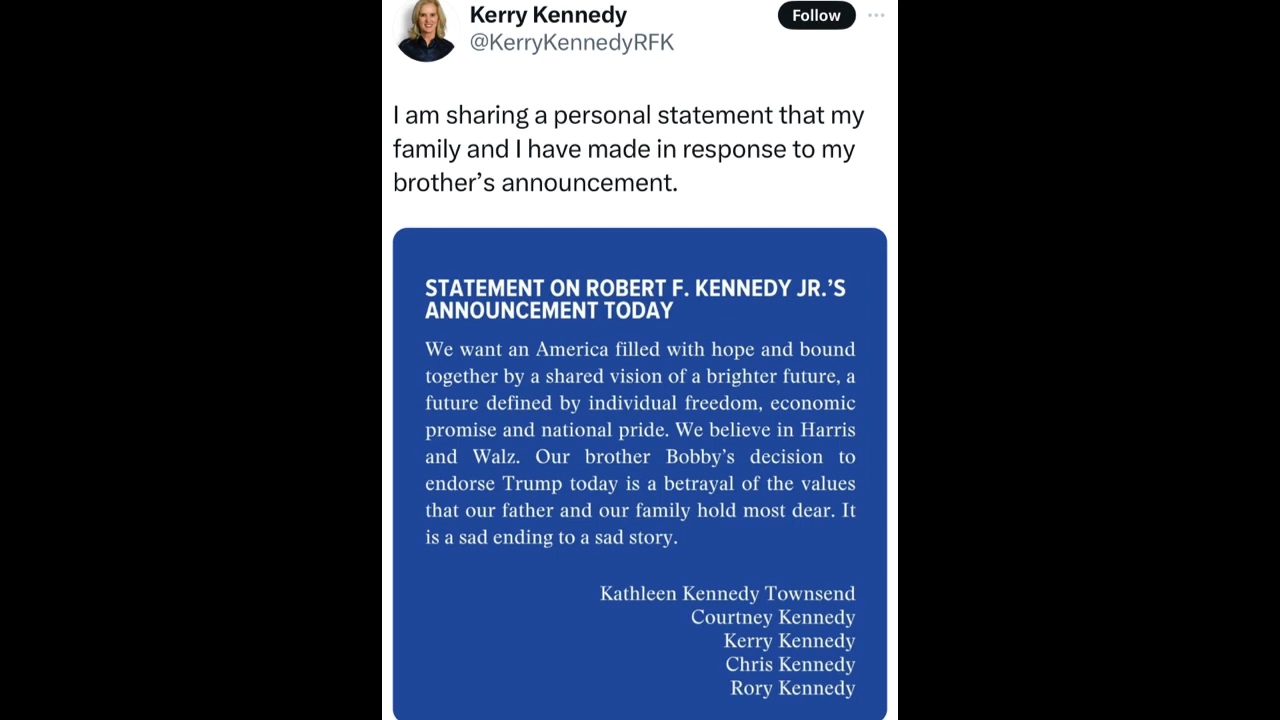 Kerry Kennedy
Follow
@KerryKennedyRFK
I am sharing a personal statement that my
family and I have made in response to my
brother’s announcement.
STATEMENT ON ROBERT F. KENNEDY JR.’S
ANNOUNCEMENT TODAY
We want an America filled with hope and bound
together by a shared vision of a brighter future, a
future defined by individual freedom, economic
promise and national pride. We believe in Harris
and Walz. Our brother Bobby’s decision to
endorse Trump today is a betrayal of the values
that our father and our family hold most dear. It
is a sad ending to a sad story.
Kathleen Kennedy Townsend
Courtney Kennedy
Kerry Kennedy
Chris Kennedy
Rory Kennedy